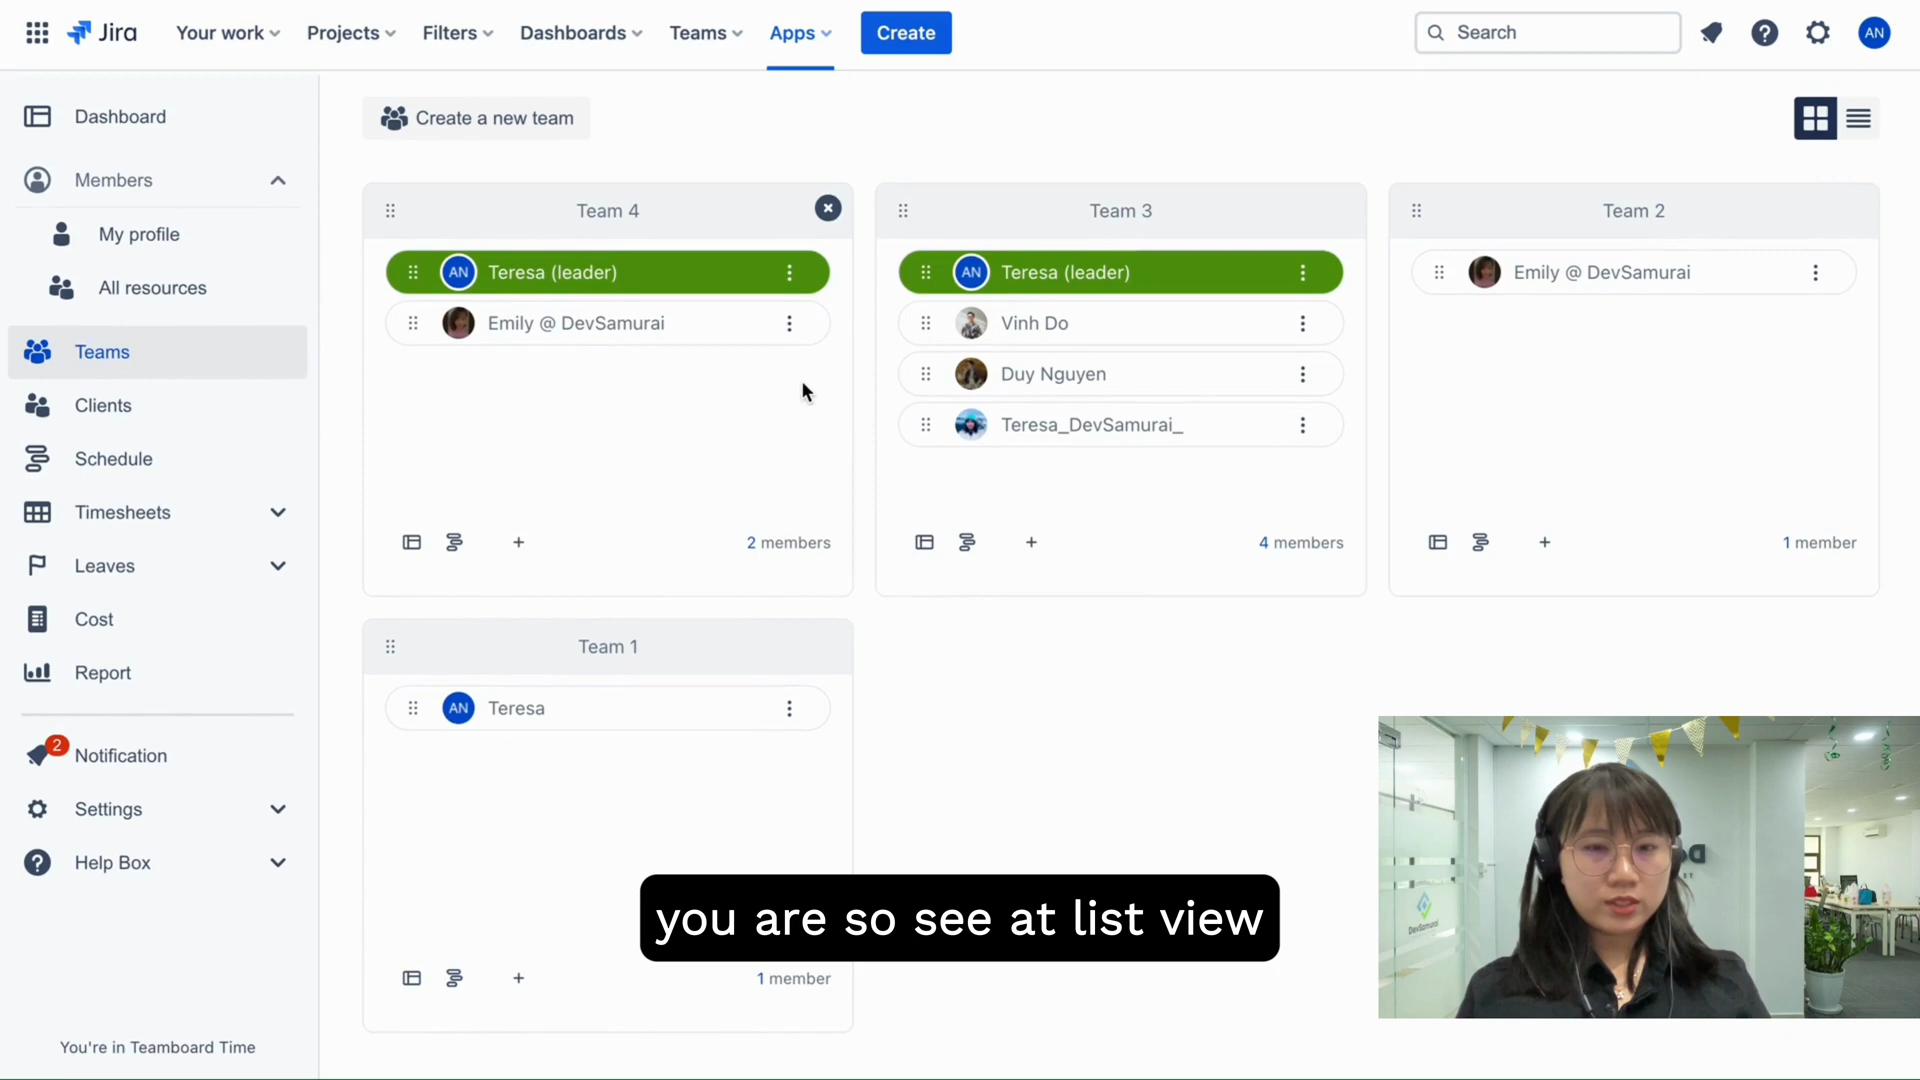 Jira
Your work
Projects
Filters
Dashboards
Teams
Apps
Create
Search
AN
Dashboard
Members
My profile
All resources
Teams
Clients
Schedule
Timesheets
Leaves
Cost
Report
2
Notification
Settings
Help Box
You're in Teamboard Time
Create a new team
Team 4
AN Teresa (leader)
Emily @ DevSamurai
2 members
Team 3
AN Teresa (leader)
Vinh Do
Duy Nguyen
Teresa_DevSamurai_
4 members
Team 2
Emily @ DevSamurai
1 member
Team 1
AN Teresa
1 member
DevSamurai
you are so see at list view